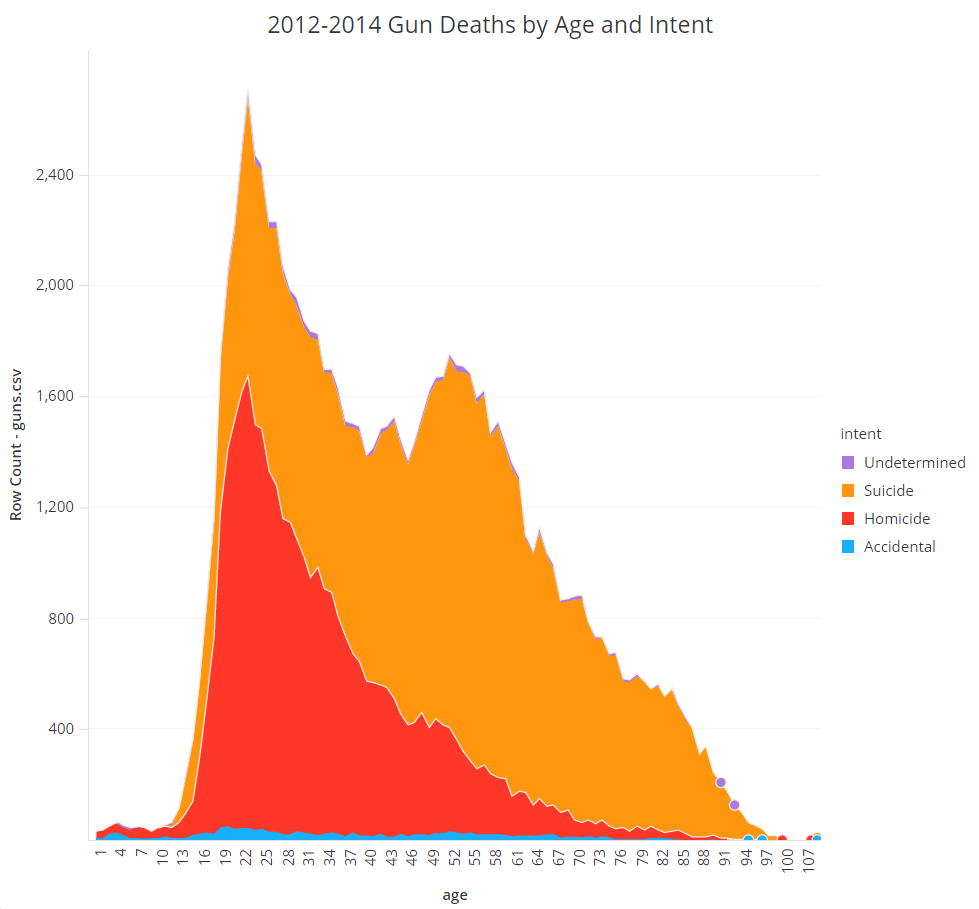 2012-2014 Gun Deaths by Age and Intent
Row Count - guns.csv
2,400
2,000
1,600
1,200
800
400
1 4 7 10 13 16 19 22 25 28 31 34 37 40 43 46 49 52 55 58 61 64 67 70 73 76 79 82 85 88 91 94 97 100 107
age
intent
Undetermined
Suicide
Homicide
Accidental